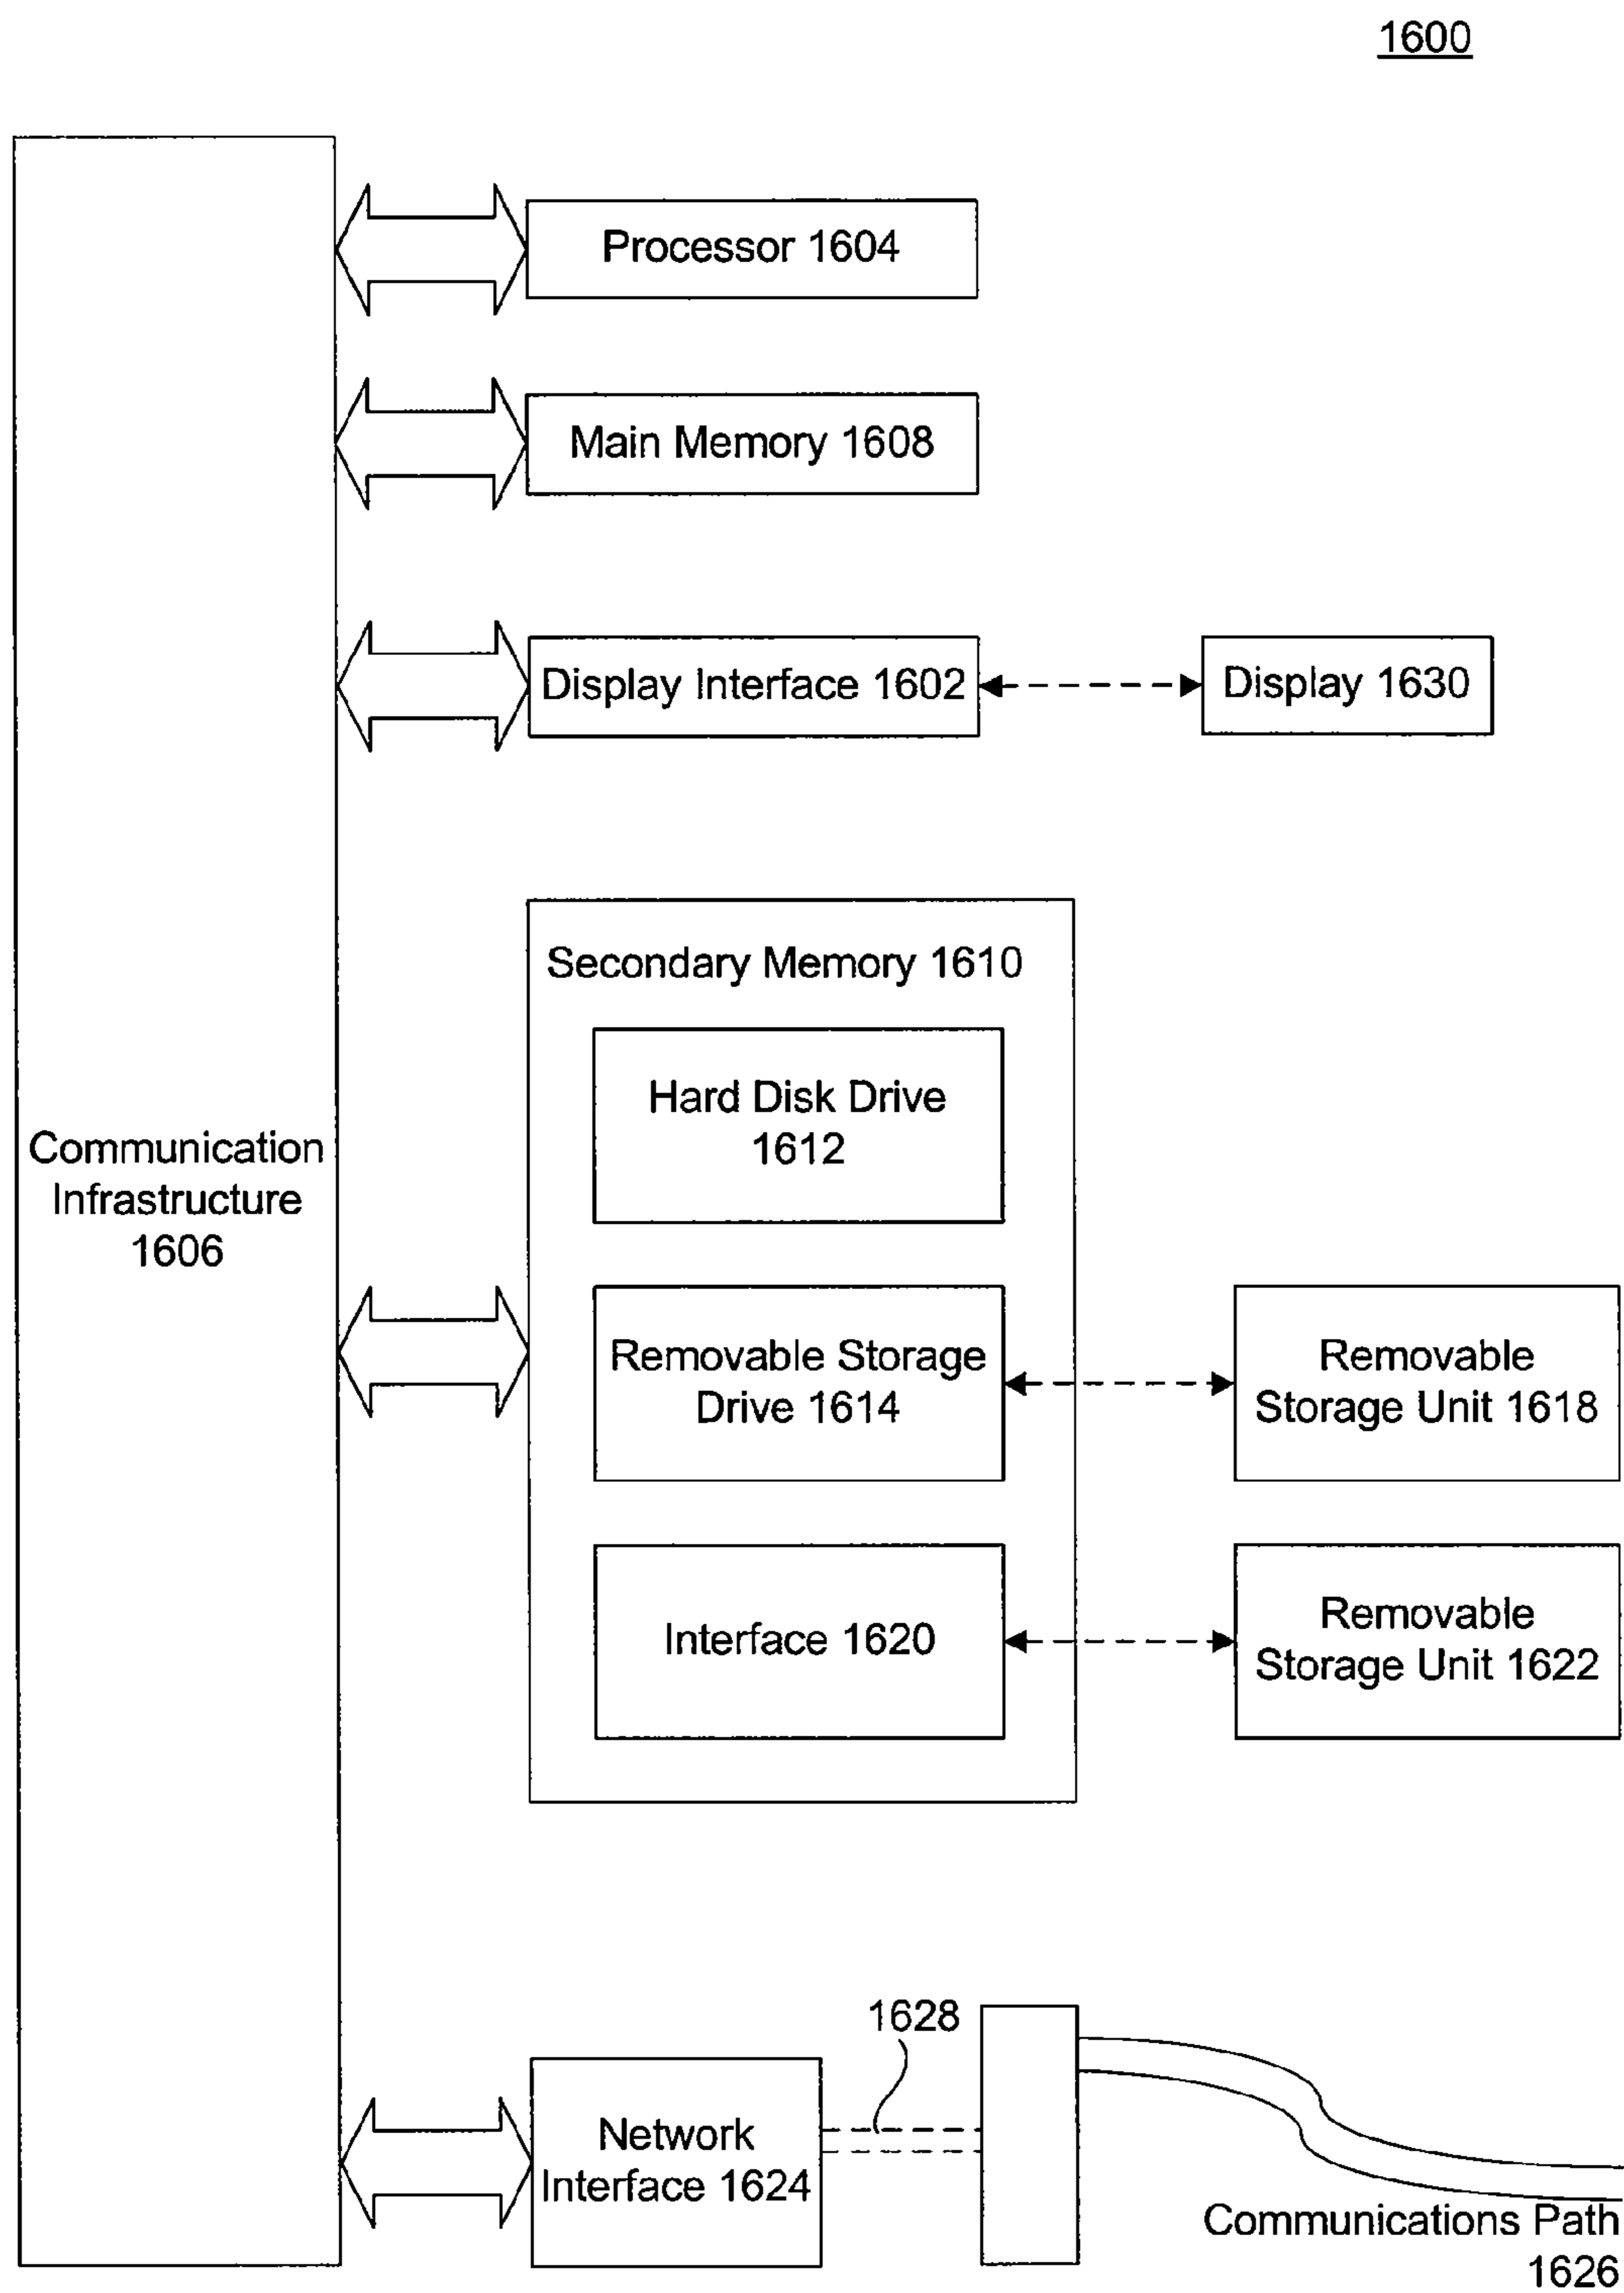 1600
Processor 1604
Main Memory 1608
Display Interface 1602
Display 1630
Secondary Memory 1610
Hard Disk Drive
1612
Communication
Infrastructure
1606
Removable Storage
Drive 1614
Removable
Storage Unit 1618
Interface 1620
Removable
Storage Unit 1622
1628
Network
Interface 1624
Communications Path
1626